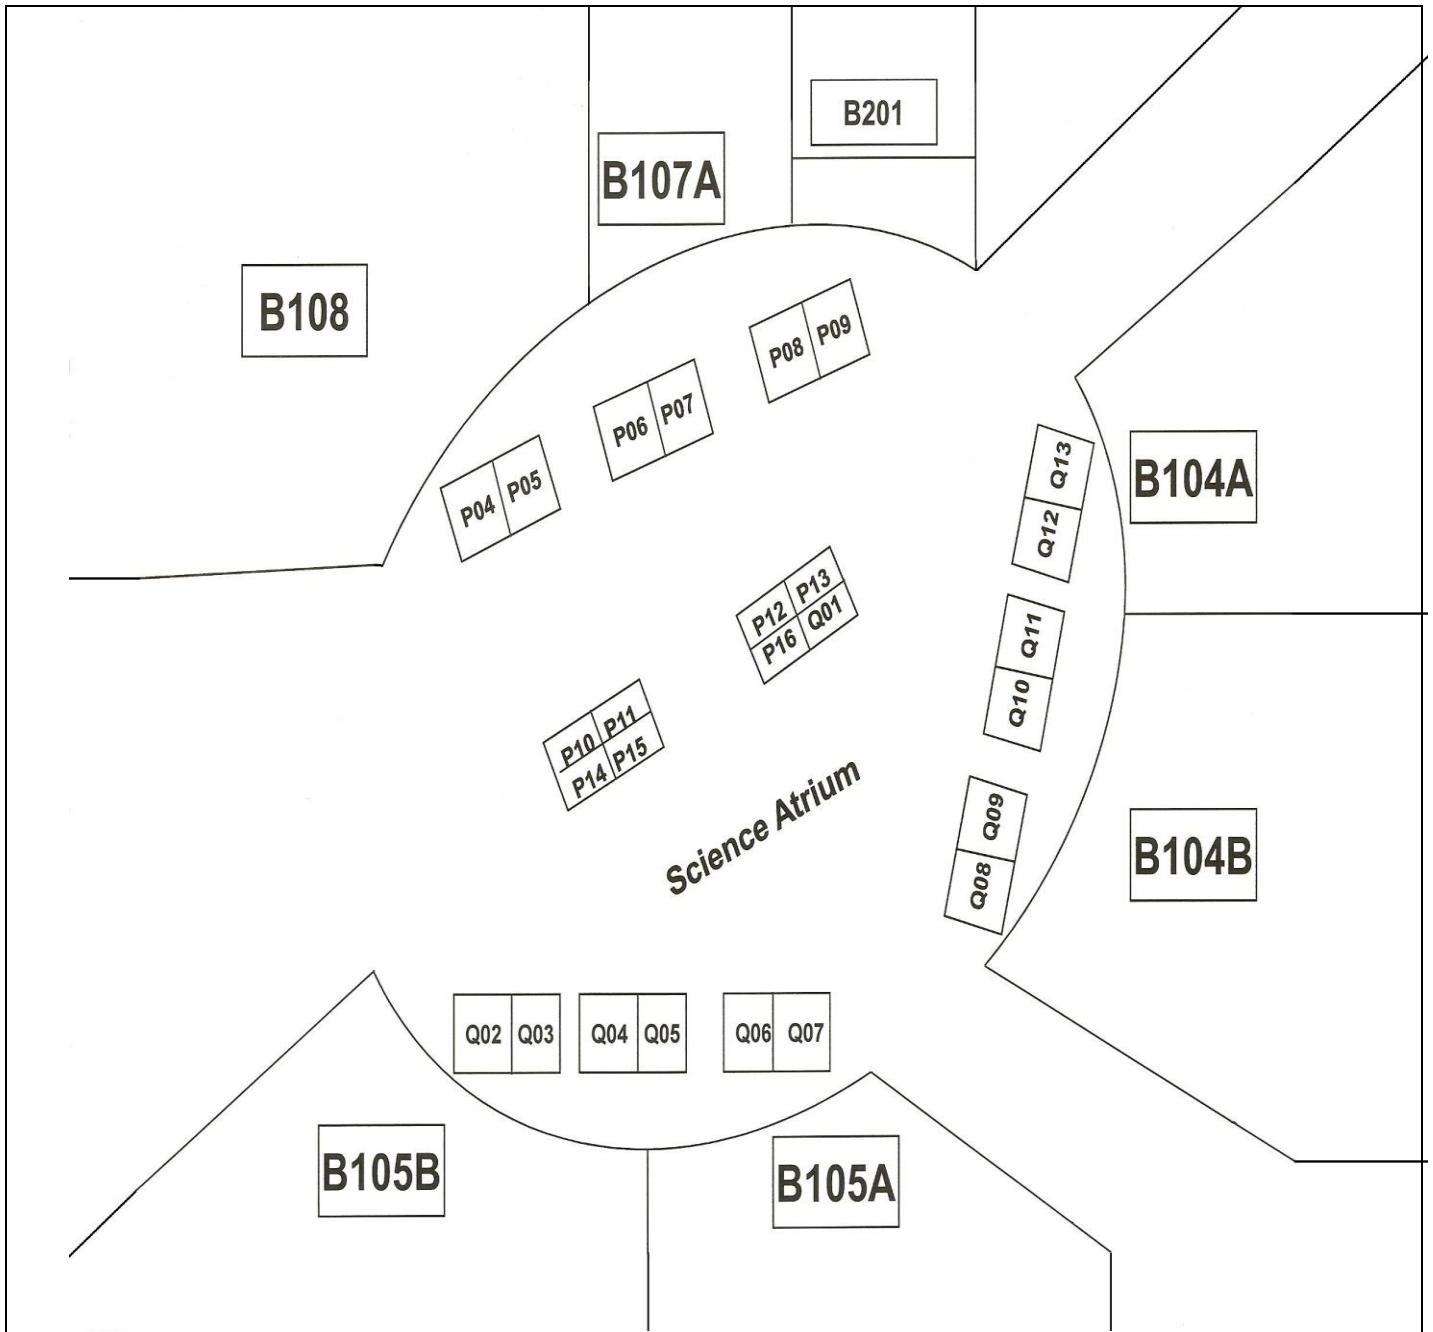 B201
B107A
B108
P08 P09
P06 P07
P04 P05
B104A
Q13
Q12
P12 P13
P16 Q01
Q11
Q10
P10 P11
P14 P15
Science Atrium
Q09
Q08
B104B
Q02 Q03 Q04 Q05 Q06 Q07
B105B
B105A